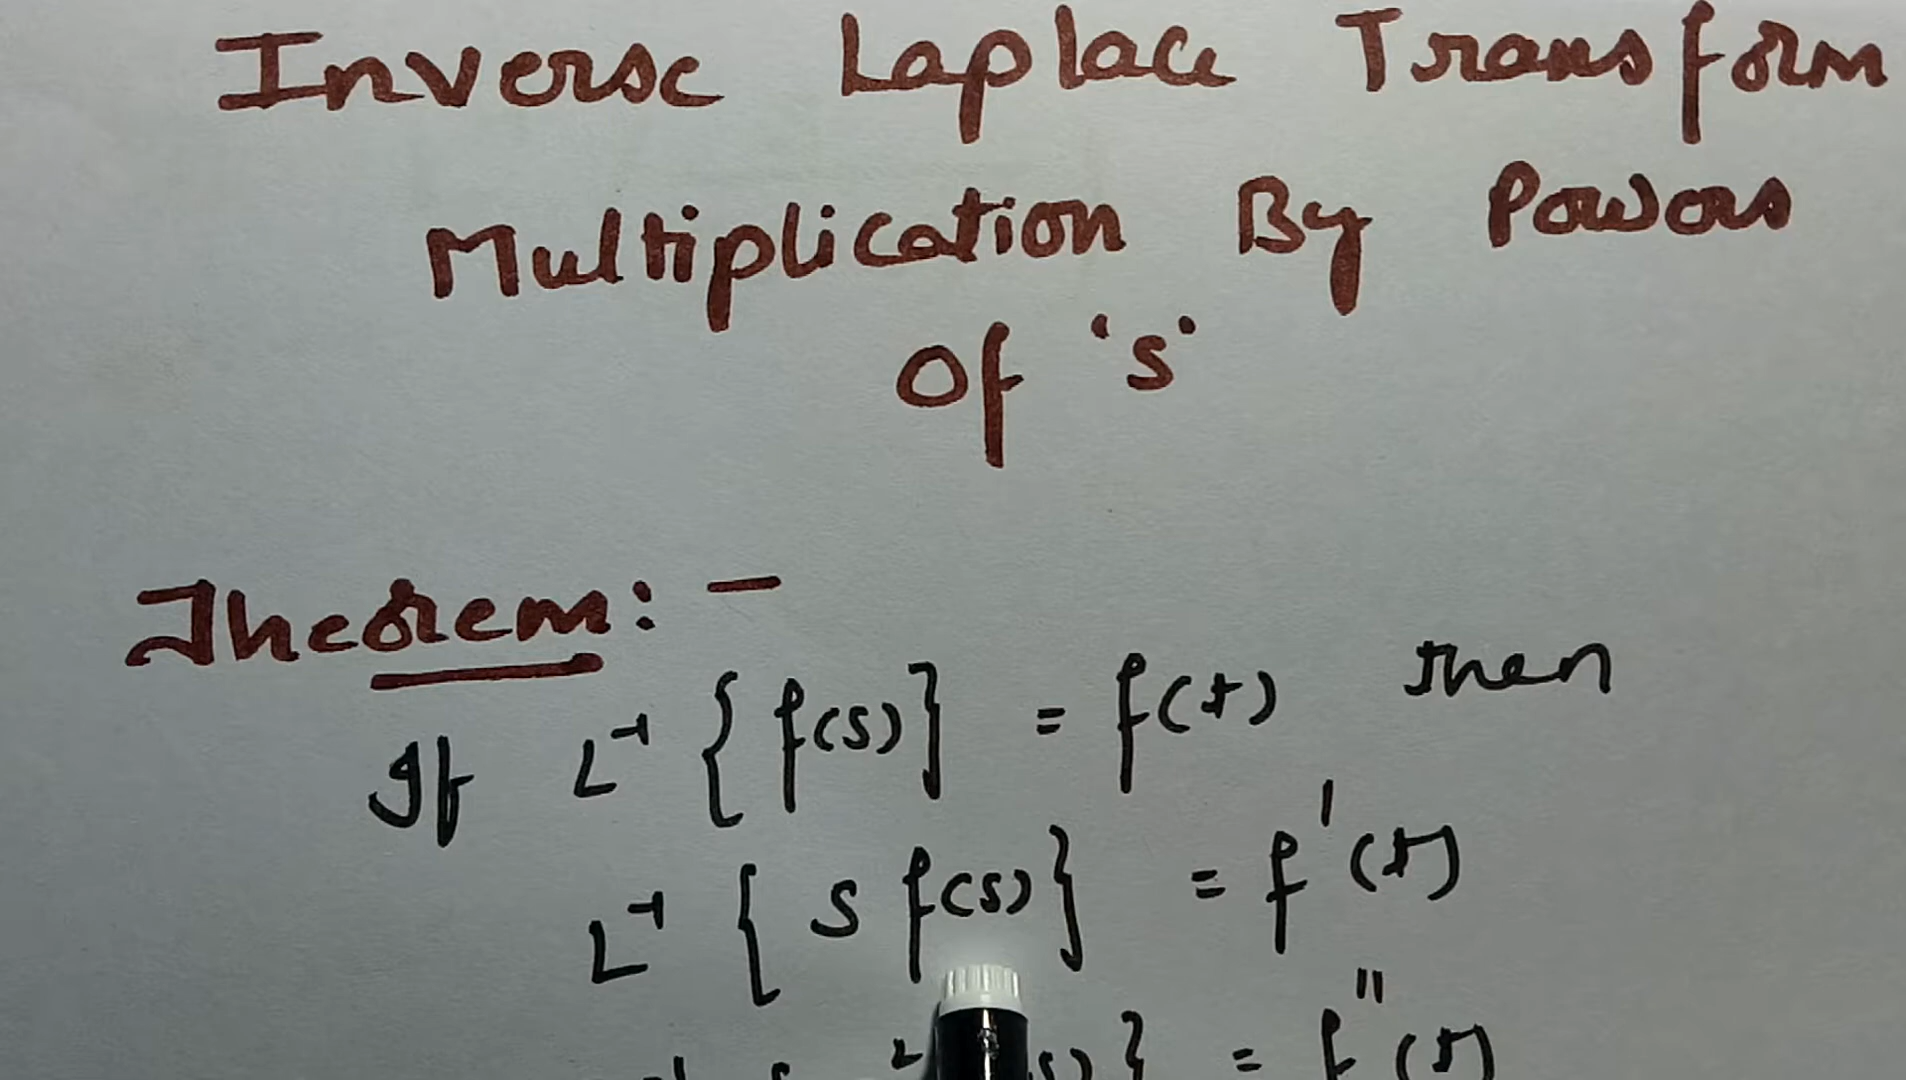 Inverse Laplace Transform
Multiplication By Powers
Of 's'
Theorem: -
If L⁻¹ {f(s)} = f(t) then
L⁻¹ { s f(s)} = f'(t)
} = f''(t)